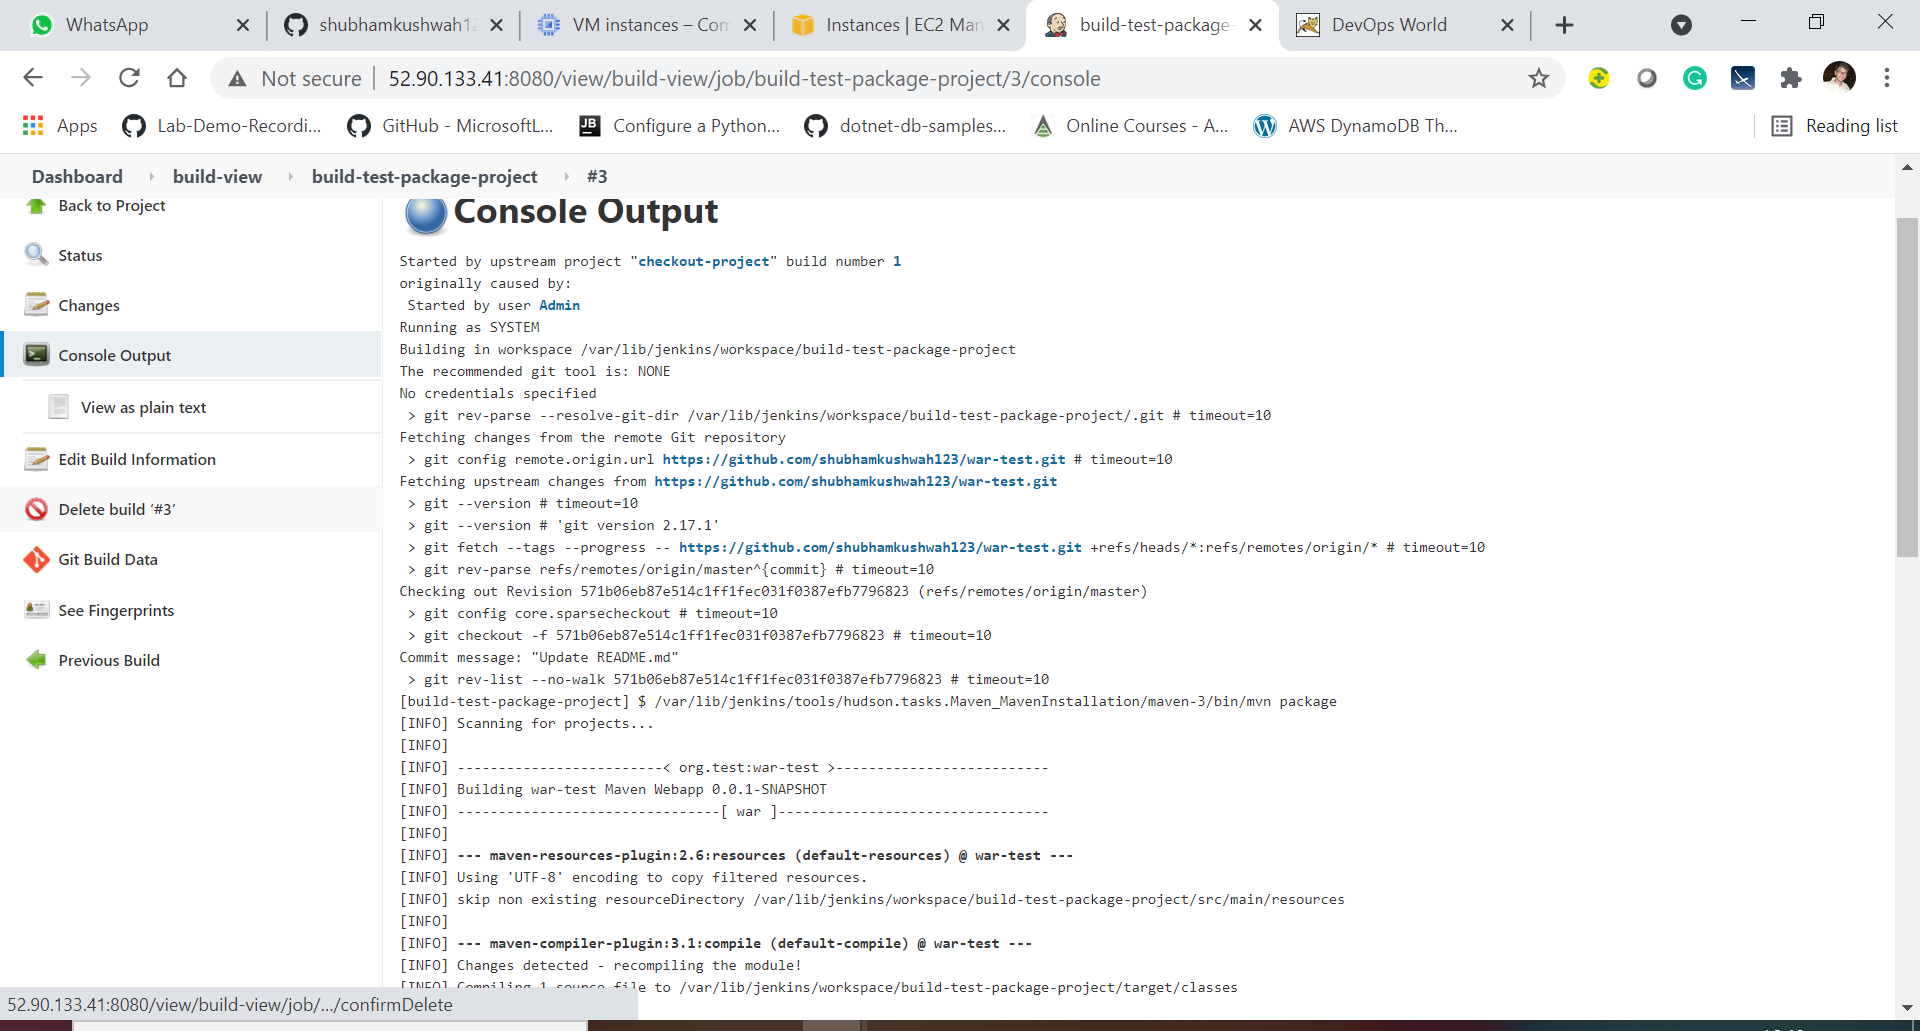 WhatsApp
shubhamkushwah12
VM instances – Com
Instances | EC2 Man
build-test-package-
DevOps World
Not secure
52.90.133.41:8080/view/build-view/job/build-test-package-project/3/console
Apps
Lab-Demo-Recordi...
GitHub - MicrosoftL...
JB
Configure a Python...
dotnet-db-samples...
Online Courses - A...
AWS DynamoDB Th...
Reading list
Dashboard
build-view
build-test-package-project
#3
Back to Project
Status
Changes
Console Output
View as plain text
Edit Build Information
Delete build ‘#3’
Git Build Data
See Fingerprints
Previous Build
Console Output
Started by upstream project "checkout-project" build number 1
originally caused by:
Started by user Admin
Running as SYSTEM
Building in workspace /var/lib/jenkins/workspace/build-test-package-project
The recommended git tool is: NONE
No credentials specified
> git rev-parse --resolve-git-dir /var/lib/jenkins/workspace/build-test-package-project/.git # timeout=10
Fetching changes from the remote Git repository
> git config remote.origin.url https://github.com/shubhamkushwah123/war-test.git # timeout=10
Fetching upstream changes from https://github.com/shubhamkushwah123/war-test.git
> git --version # timeout=10
> git --version # 'git version 2.17.1'
> git fetch --tags --progress -- https://github.com/shubhamkushwah123/war-test.git +refs/heads/*:refs/remotes/origin/* # timeout=10
> git rev-parse refs/remotes/origin/master^{commit} # timeout=10
Checking out Revision 571b06eb87e514c1ff1fec031f0387efb7796823 (refs/remotes/origin/master)
> git config core.sparsecheckout # timeout=10
> git checkout -f 571b06eb87e514c1ff1fec031f0387efb7796823 # timeout=10
Commit message: "Update README.md"
> git rev-list --no-walk 571b06eb87e514c1ff1fec031f0387efb7796823 # timeout=10
[build-test-package-project] $ /var/lib/jenkins/tools/hudson.tasks.Maven_MavenInstallation/maven-3/bin/mvn package
[INFO] Scanning for projects...
[INFO]
[INFO] -------------------------< org.test:war-test >--------------------------
[INFO] Building war-test Maven Webapp 0.0.1-SNAPSHOT
[INFO] --------------------------------[ war ]---------------------------------
[INFO]
[INFO] --- maven-resources-plugin:2.6:resources (default-resources) @ war-test ---
[INFO] Using 'UTF-8' encoding to copy filtered resources.
[INFO] skip non existing resourceDirectory /var/lib/jenkins/workspace/build-test-package-project/src/main/resources
[INFO]
[INFO] --- maven-compiler-plugin:3.1:compile (default-compile) @ war-test ---
[INFO] Changes detected - recompiling the module!
[INFO] Compiling 1 source file to /var/lib/jenkins/workspace/build-test-package-project/target/classes
52.90.133.41:8080/view/build-view/job/.../confirmDelete